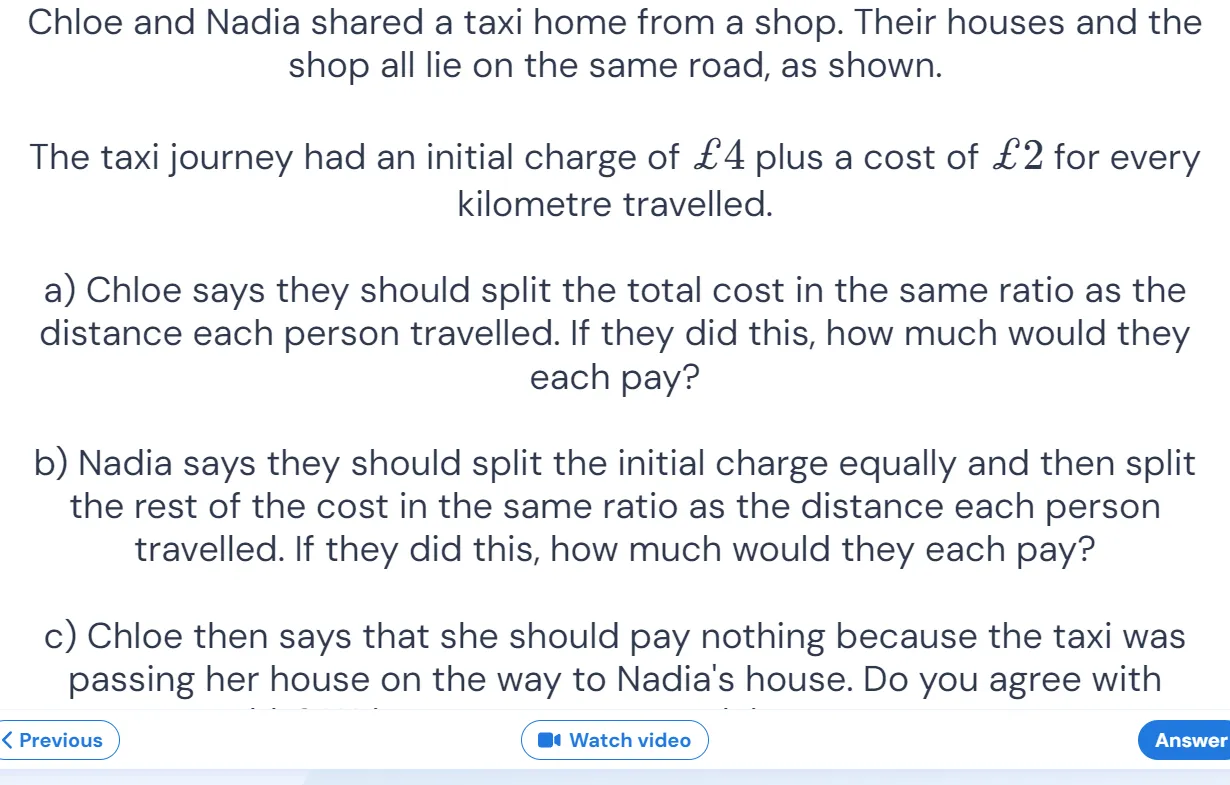 Chloe and Nadia shared a taxi home from a shop. Their houses and the
shop all lie on the same road, as shown.
The taxi journey had an initial charge of £4 plus a cost of £2 for every
kilometre travelled.
a) Chloe says they should split the total cost in the same ratio as the
distance each person travelled. If they did this, how much would they
each pay?
b) Nadia says they should split the initial charge equally and then split
the rest of the cost in the same ratio as the distance each person
travelled. If they did this, how much would they each pay?
c) Chloe then says that she should pay nothing because the taxi was
passing her house on the way to Nadia's house. Do you agree with
Previous
Watch video
Answer